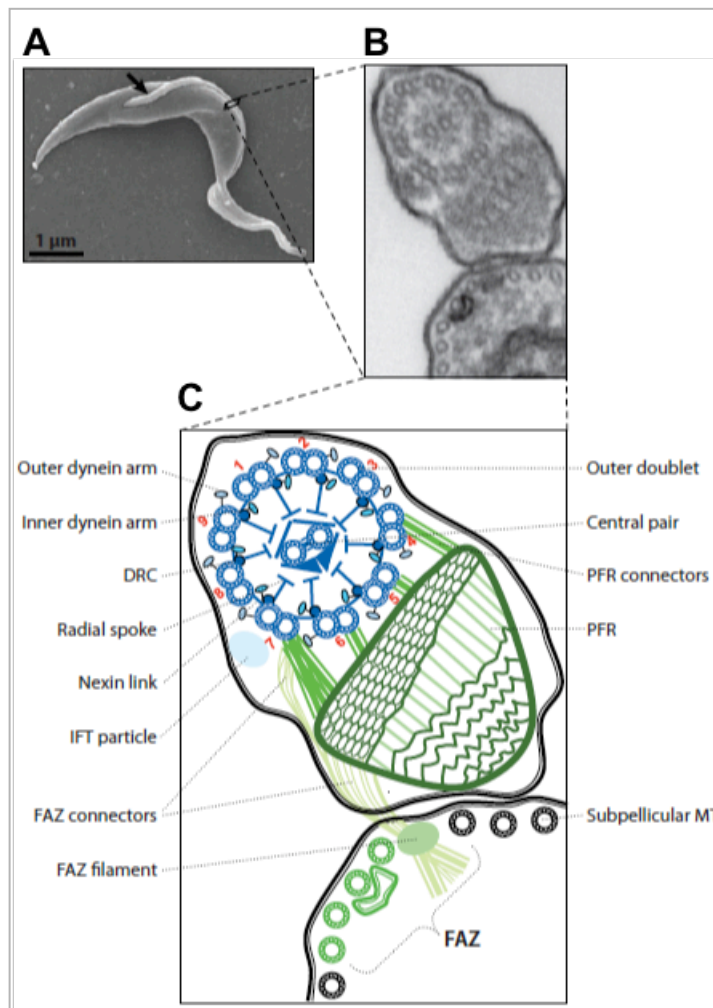 A
B
1 µm
C
Outer dynein arm
Inner dynein arm
DRC
Radial spoke
Nexin link
IFT particle
FAZ connectors
FAZ filament
1
2
3
4
5
6
7
8
9
Outer doublet
Central pair
PFR connectors
PFR
Subpellicular MT
FAZ